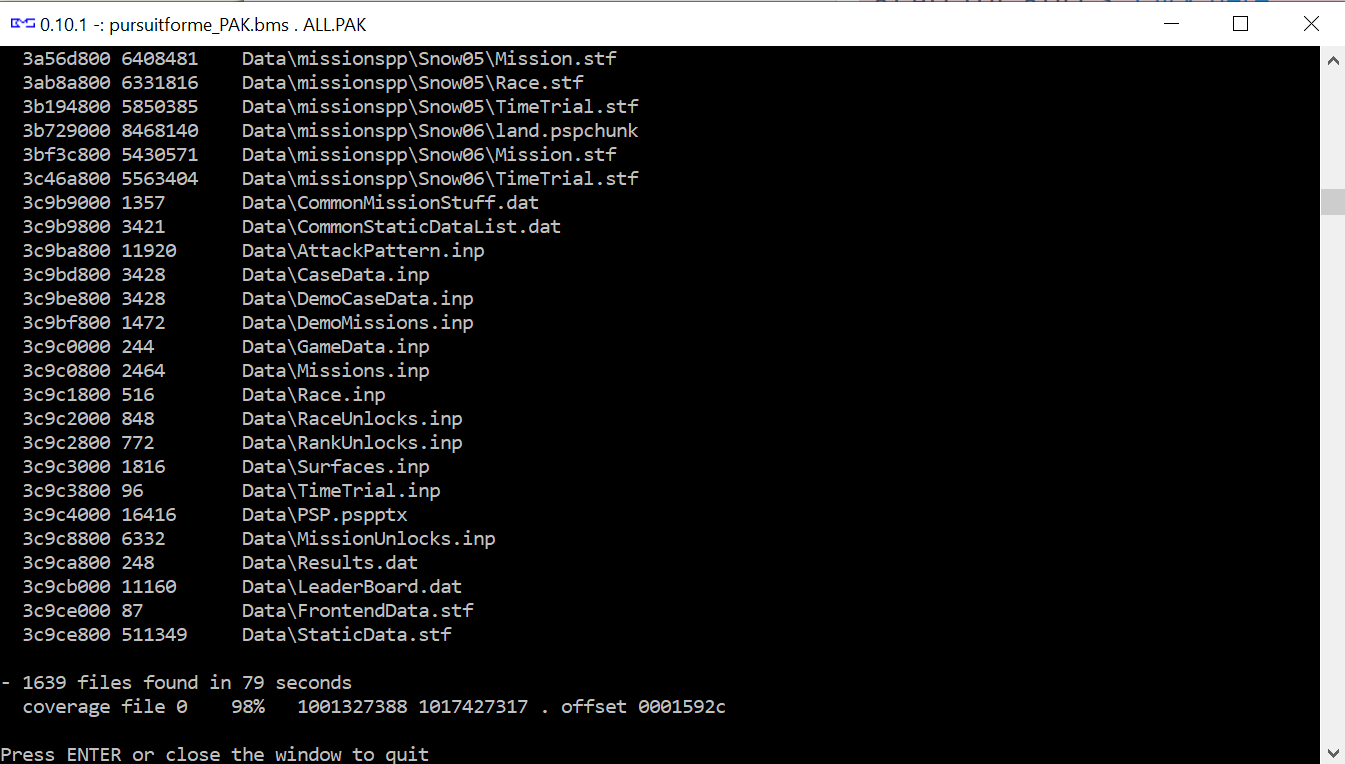 0.10.1 -: pursuitforme_PAK.bms . ALL.PAK
3a56d800 6408481 Data\missionspp\Snow05\Mission.stf
3ab8a800 6331816 Data\missionspp\Snow05\Race.stf
3b194800 5850385 Data\missionspp\Snow05\TimeTrial.stf
3b729000 8468140 Data\missionspp\Snow06\land.pspchunk
3bf3c800 5430571 Data\missionspp\Snow06\Mission.stf
3c46a800 5563404 Data\missionspp\Snow06\TimeTrial.stf
3c9b9000 1357 Data\CommonMissionStuff.dat
3c9b9800 3421 Data\CommonStaticDataList.dat
3c9ba800 11920 Data\AttackPattern.inp
3c9bd800 3428 Data\CaseData.inp
3c9be800 3428 Data\DemoCaseData.inp
3c9bf800 1472 Data\DemoMissions.inp
3c9c0000 244 Data\GameData.inp
3c9c0800 2464 Data\Missions.inp
3c9c1800 516 Data\Race.inp
3c9c2000 848 Data\RaceUnlocks.inp
3c9c2800 772 Data\RankUnlocks.inp
3c9c3000 1816 Data\Surfaces.inp
3c9c3800 96 Data\TimeTrial.inp
3c9c4000 16416 Data\PSP.pspptx
3c9c8800 6332 Data\MissionUnlocks.inp
3c9ca800 248 Data\Results.dat
3c9cb000 11160 Data\LeaderBoard.dat
3c9ce000 87 Data\FrontendData.stf
3c9ce800 511349 Data\StaticData.stf
- 1639 files found in 79 seconds
coverage file 0 98% 1001327388 1017427317 . offset 0001592c
Press ENTER or close the window to quit